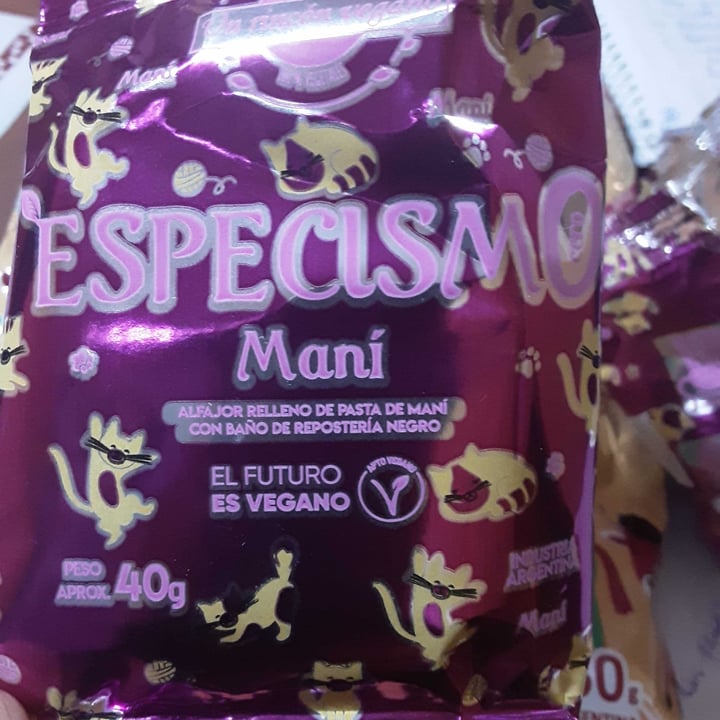 Maní
Maní
ESPECISMO
Maní
ALFAJOR RELLENO DE PASTA DE MANÍ
CON BAÑO DE REPOSTERÍA NEGRO
EL FUTURO
ES VEGANO
APTO VEGANO
PESO
APROX. 40g
INDUSTRIA
ARGENTINA
Maní